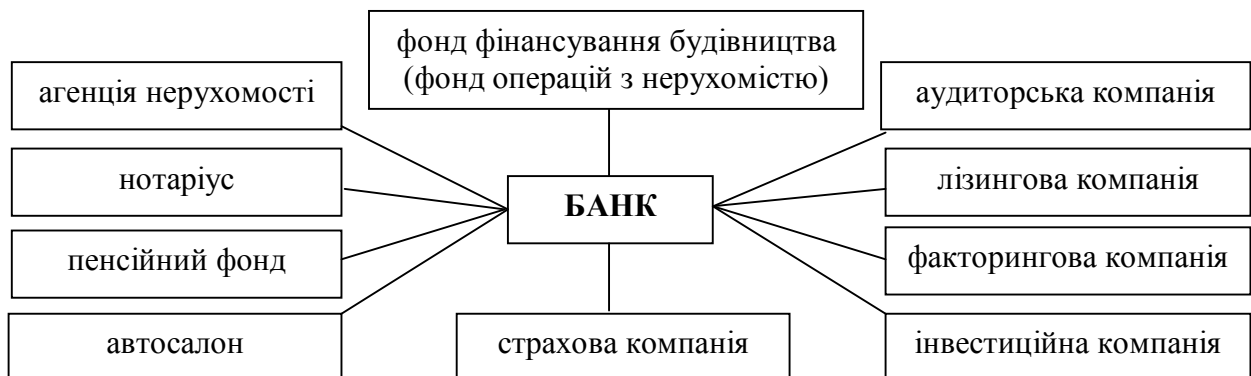 фонд фінансування будівництва
(фонд операцій з нерухомістю)
агенція нерухомості
аудиторська компанія
нотаріус
БАНК
лізингова компанія
пенсійний фонд
факторингова компанія
автосалон
страхова компанія
інвестиційна компанія